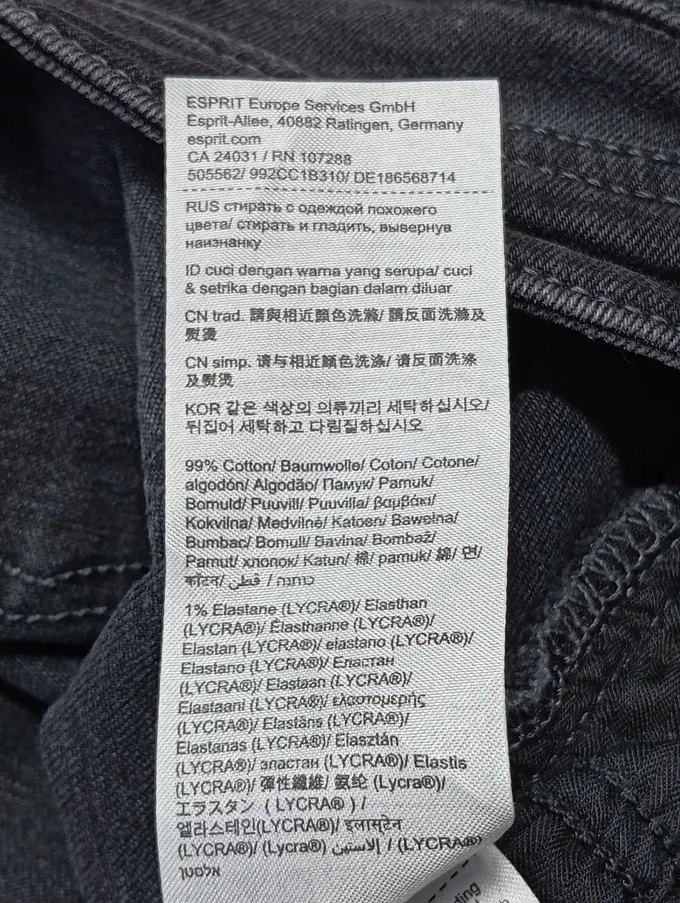 ESPRIT Europe Services GmbH
Esprit-Allee, 40882 Ratingen, Germany
esprit.com
CA 24031 / RN 107288
505562/ 992CC1B310/ DE186568714
RUS стирать с одеждой похожего
цвета/ стирать и гладить, вывернув
наизнанку
ID cuci dengan warna yang serupa/ cuci
& setrika dengan bagian dalam diluar
CN trad. 請與相近顏色洗滌/ 請反面洗滌及
熨燙
CN simp. 请与相近顏色洗涤/ 请反面洗涤
及熨烫
KOR 같은 색상의 의류끼리 세탁하십시오/
뒤집어 세탁하고 다림질하십시오
99% Cotton/ Baumwolle/ Coton/ Cotone/
algodón/ Algodão/ Памук/ Pamuk/
Bomuld/ Puuvill/ Puuvilla/ βαμβάκι/
Kokvilna/ Medvilnė/ Katoen/ Bawełna/
Bumbac/ Bomull/ Bavlna/ Bombaž/
Pamut/ хлопок/ Katun/ 棉/ pamuk/ 綿/ 면/
कॉटन/ قطن / כותנה
1% Elastane (LYCRA®)/ Elasthan
(LYCRA®)/ Élasthanne (LYCRA®)/
Elastan (LYCRA®)/ elastano (LYCRA®)/
Elastano (LYCRA®)/ Еластан
(LYCRA®)/ Elastaan (LYCRA®)/
Elastaani (LYCRA®)/ ελαστομερής
(LYCRA®)/ Elastāns (LYCRA®)/
Elastanas (LYCRA®)/ Elasztán
(LYCRA®)/ эластан (LYCRA®)/ Elastis
(LYCRA®)/ 彈性纖維/ 氨纶 (Lycra®)/
エラスタン ( LYCRA® ) /
엘라스테인(LYCRA®)/ इलास्टेन
(LYCRA®)/ (Lycra®) إلاستين / (LYCRA®)
אלסטן